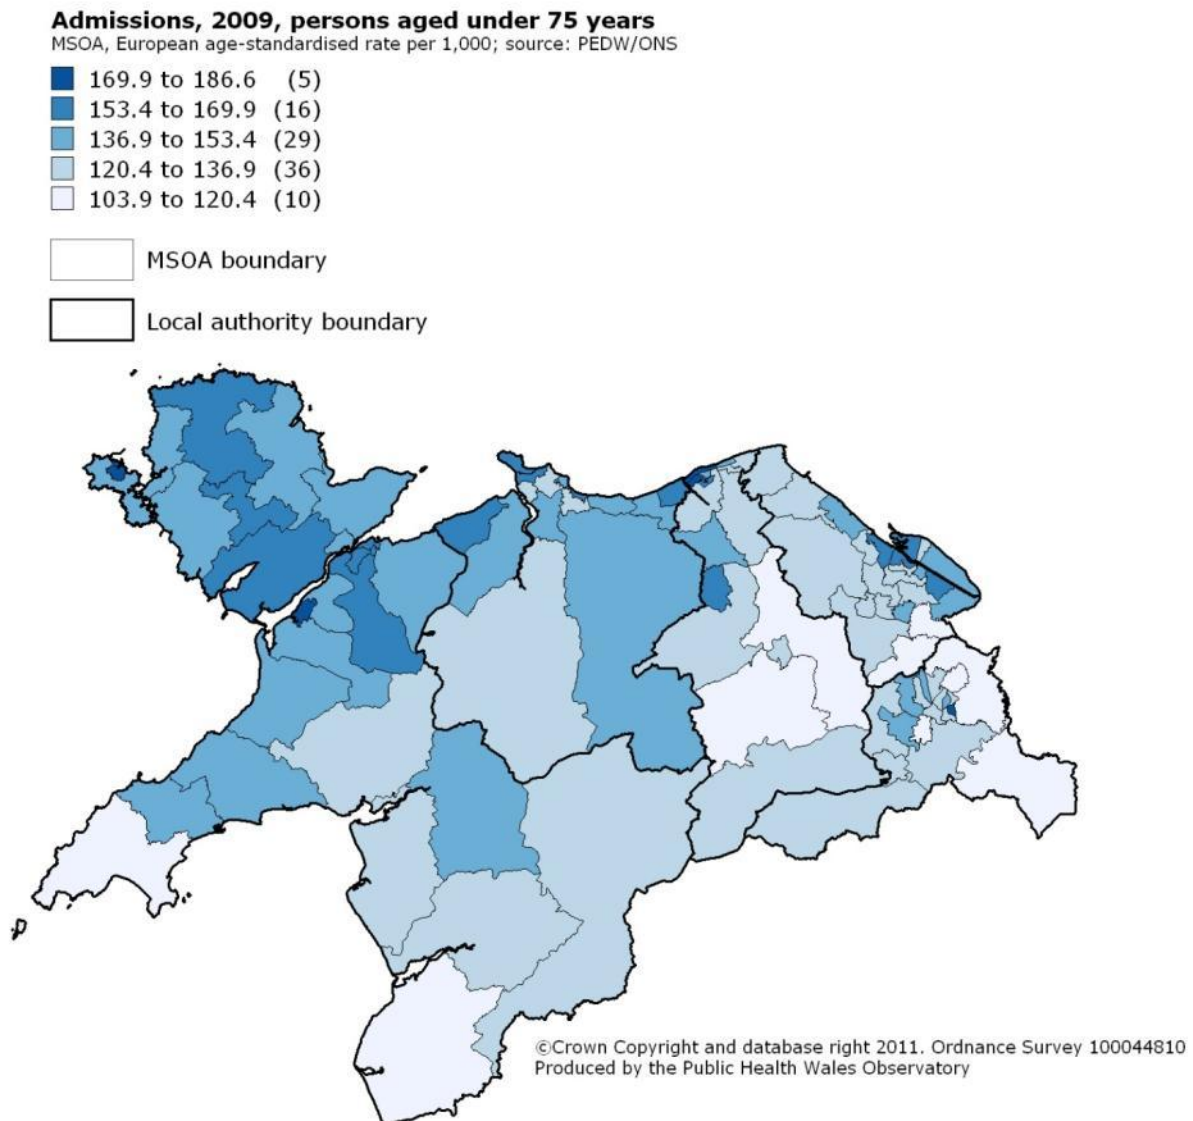 Admissions, 2009, persons aged under 75 years
MSOA, European age-standardised rate per 1,000; source: PEDW/ONS
169.9 to 186.6 (5)
153.4 to 169.9 (16)
136.9 to 153.4 (29)
120.4 to 136.9 (36)
103.9 to 120.4 (10)
MSOA boundary
Local authority boundary
©Crown Copyright and database right 2011. Ordnance Survey 100044810
Produced by the Public Health Wales Observatory